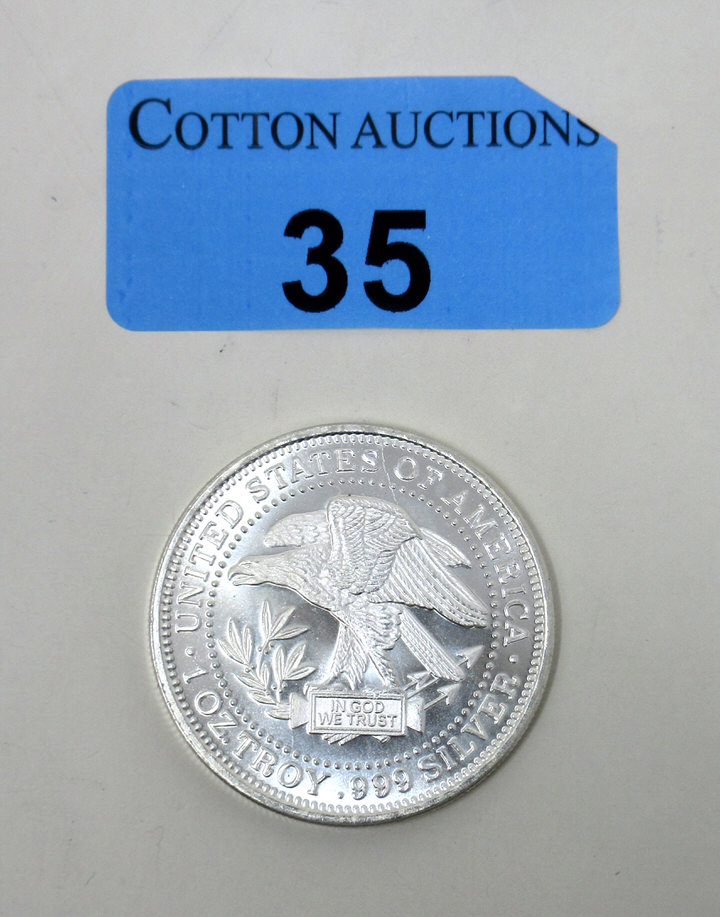 COTTON AUCTIONS
35
UNITED STATES OF AMERICA
IN GOD
WE TRUST
· 1 OZ. TROY .999 SILVER ·